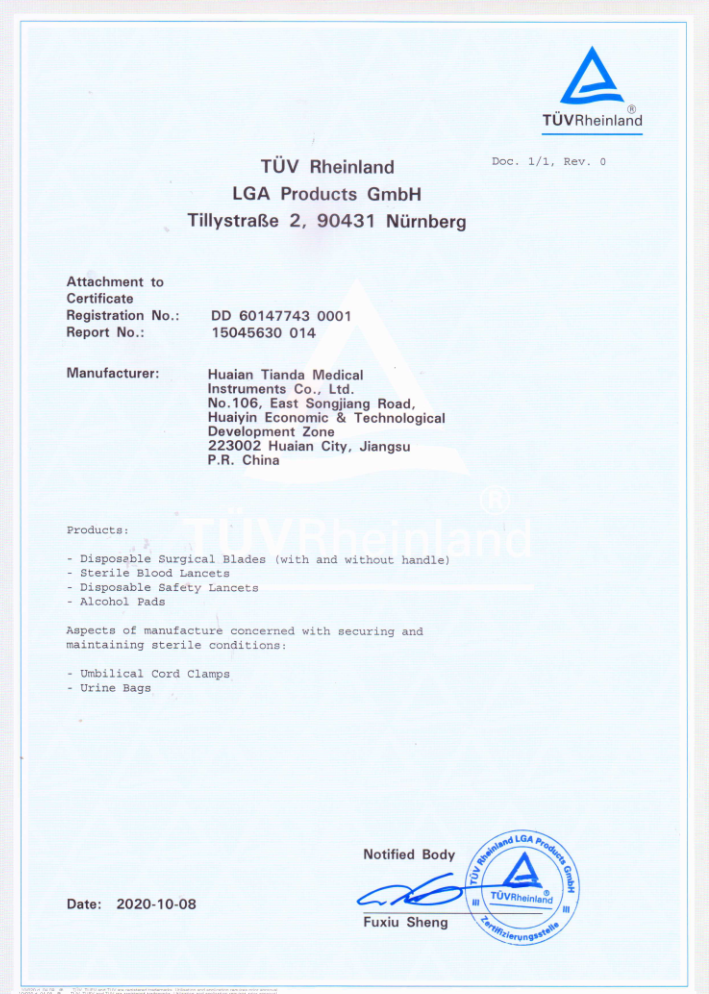 TÜVRheinland®
Doc. 1/1, Rev. 0
TÜV Rheinland
LGA Products GmbH
Tillystraße 2, 90431 Nürnberg
Attachment to
Certificate
Registration No.: DD 60147743 0001
Report No.: 15045630 014
Manufacturer: Huaian Tianda Medical
Instruments Co., Ltd.
No.106, East Songjiang Road,
Huaiyin Economic & Technological
Development Zone
223002 Huaian City, Jiangsu
P.R. China
TÜVRheinland®
Products:
- Disposable Surgical Blades (with and without handle)
- Sterile Blood Lancets
- Disposable Safety Lancets
- Alcohol Pads
Aspects of manufacture concerned with securing and
maintaining sterile conditions:
- Umbilical Cord Clamps
- Urine Bags
Notified Body
TÜV Rheinland LGA Products GmbH
TÜVRheinland®
Zertifizierungsstelle
Date: 2020-10-08
Fuxiu Sheng